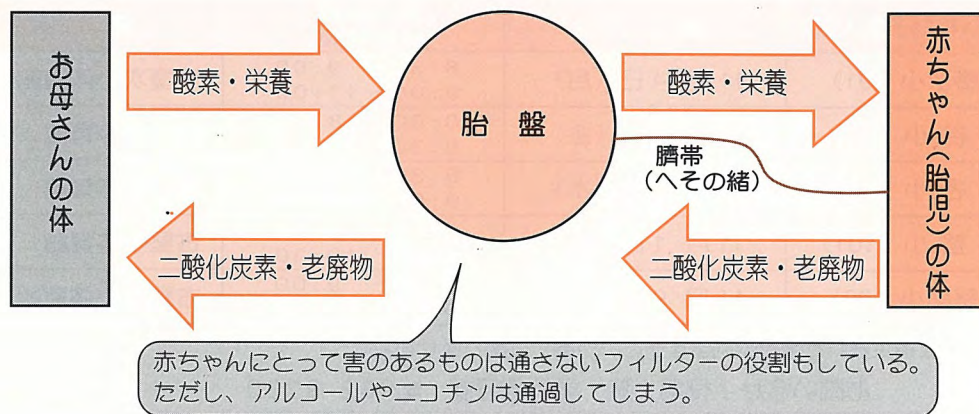 お母さんの体
酸素・栄養
胎 盤
酸素・栄養
赤ちゃん(胎児)の体
臍帯
(へその緒)
二酸化炭素・老廃物
二酸化炭素・老廃物
赤ちゃんにとって害のあるものは通さないフィルターの役割もしている。
ただし、アルコールやニコチンは通過してしまう。